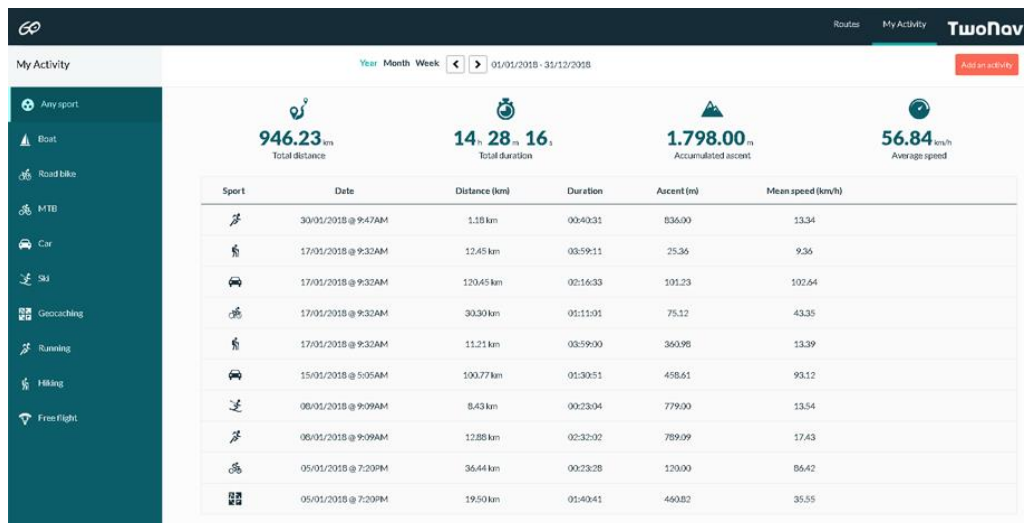 GO
Routes My Activity TwoNav
My Activity
Year Month Week < > 01/01/2018 - 31/12/2018
Add an activity
Any sport
Boat
Road bike
MTB
Car
Ski
Geocaching
Running
Hiking
Free flight
946.23 km
Total distance
14 h 28 m 16 s
Total duration
1.798.00 m
Accumulated ascent
56.84 km/h
Average speed
Sport Date Distance (km) Duration Ascent (m) Mean speed (km/h)
30/01/2018 @ 9:47AM 1.18 km 00:40:31 836.00 13.34
17/01/2018 @ 9:32AM 12.45 km 03:59:11 25.36 9.36
17/01/2018 @ 9:32AM 120.45 km 02:16:33 101.23 102.64
17/01/2018 @ 9:32AM 30.30 km 01:11:01 75.12 43.35
17/01/2018 @ 9:32AM 11.21 km 03:59:00 360.98 13.39
15/01/2018 @ 5:05AM 100.77 km 01:30:51 458.61 93.12
08/01/2018 @ 9:09AM 8.43 km 00:23:04 779.00 13.54
08/01/2018 @ 9:09AM 12.88 km 02:32:02 789.09 17.43
05/01/2018 @ 7:20PM 36.44 km 00:23:28 120.00 86.42
05/01/2018 @ 7:20PM 19.50 km 01:40:41 460.82 35.55